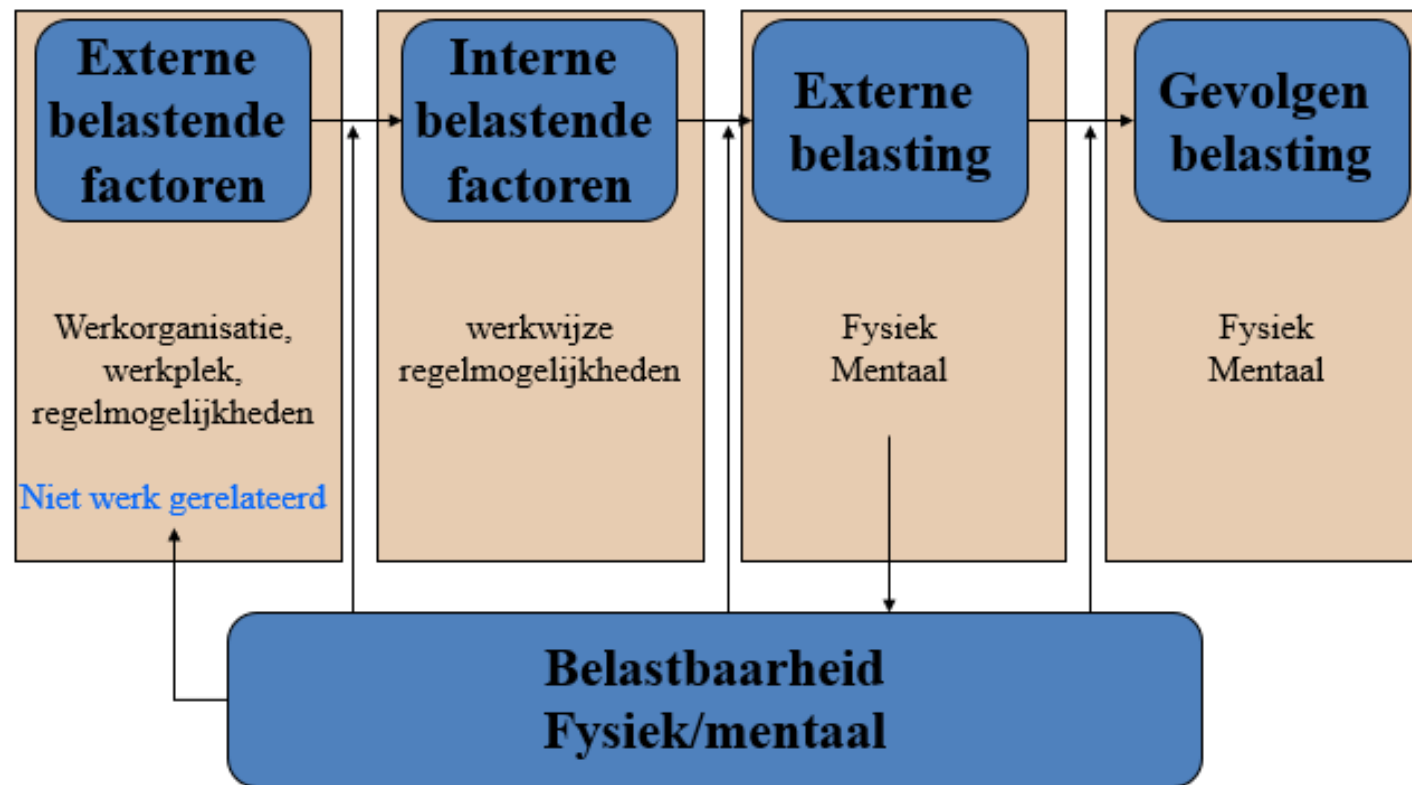 Externe
belastende
factoren
Interne
belastende
factoren
Externe
belasting
Gevolgen
belasting
Werkorganisatie,
werkplek,
regelmogelijkheden
Niet werk gerelateerd
werkwijze
regelmogelijkheden
Fysiek
Mentaal
Fysiek
Mentaal
Belastbaarheid
Fysiek/mentaal